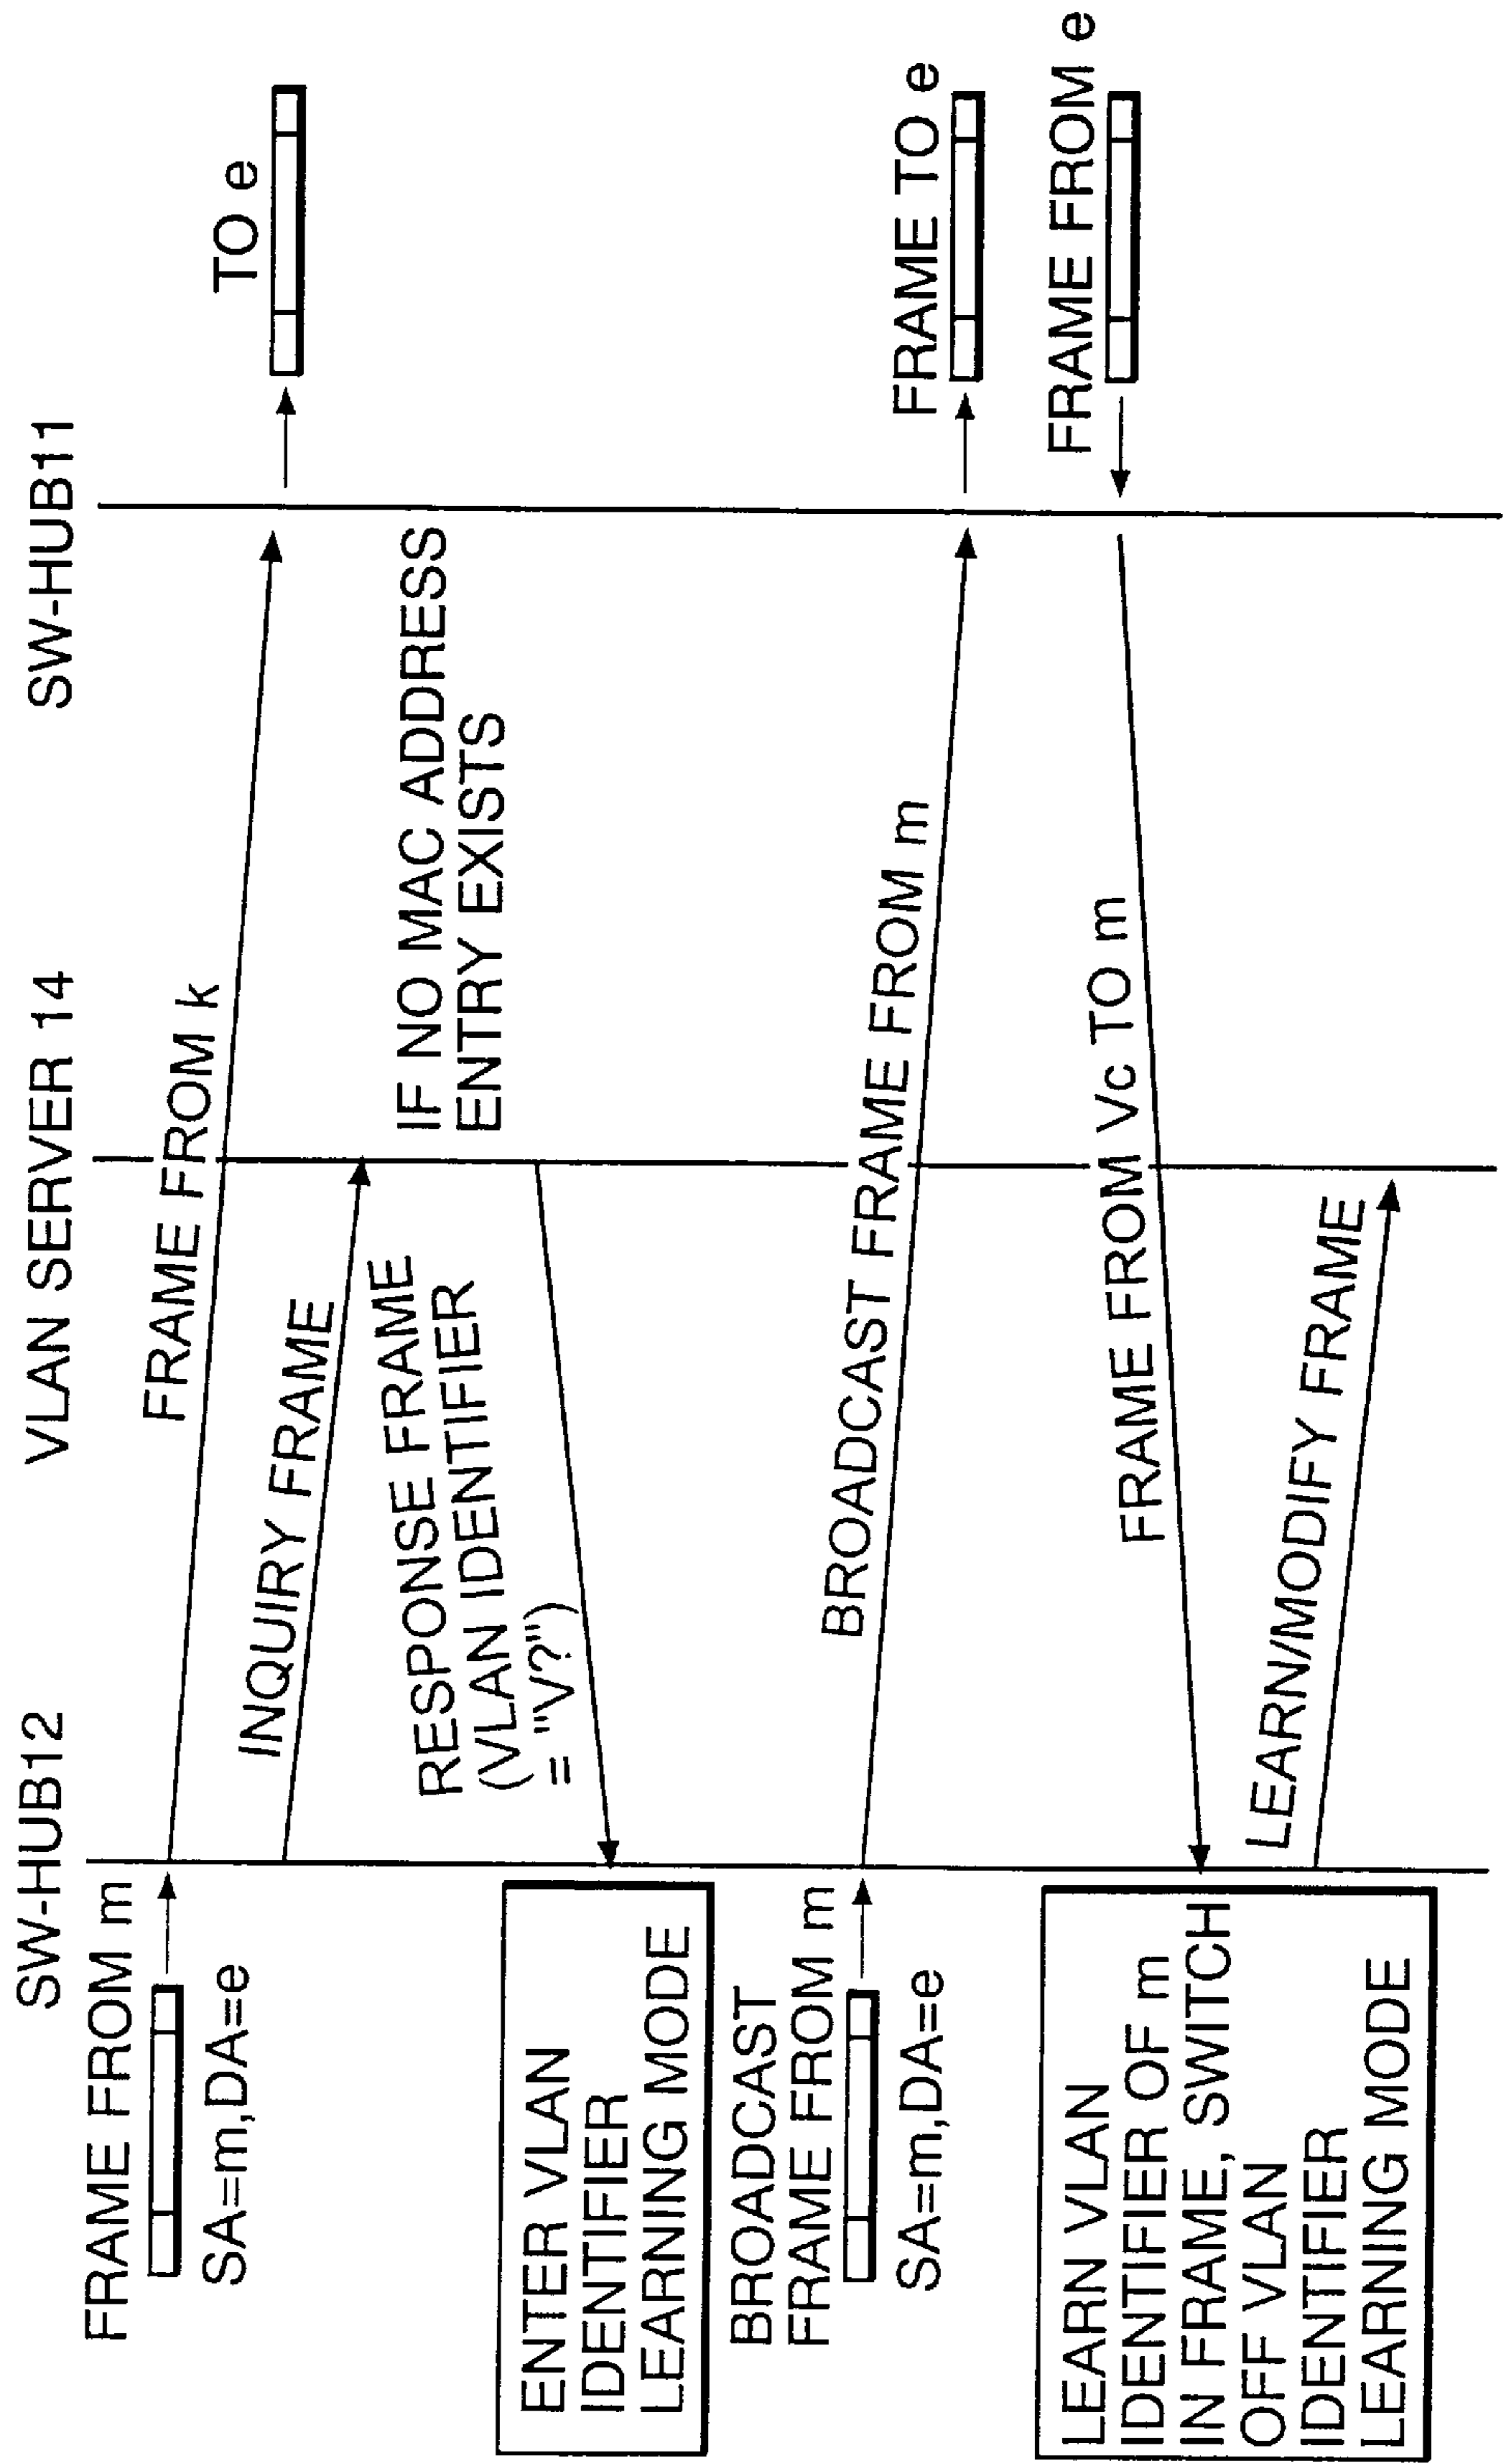 SW-HUB12
VLAN SERVER 14
SW-HUB11
FRAME FROM m
SA=m,DA=e
FRAME FROM k
TO e
INQUIRY FRAME
IF NO MAC ADDRESS
ENTRY EXISTS
RESPONSE FRAME
(VLAN IDENTIFIER
= "V?")
ENTER VLAN
IDENTIFIER
LEARNING MODE
BROADCAST
FRAME FROM m
SA=m,DA=e
BROADCAST FRAME FROM m
FRAME TO e
FRAME FROM e
FRAME FROM Vc TO m
LEARN VLAN
IDENTIFIER OF m
IN FRAME, SWITCH
OFF VLAN
IDENTIFIER
LEARNING MODE
LEARN/MODIFY FRAME